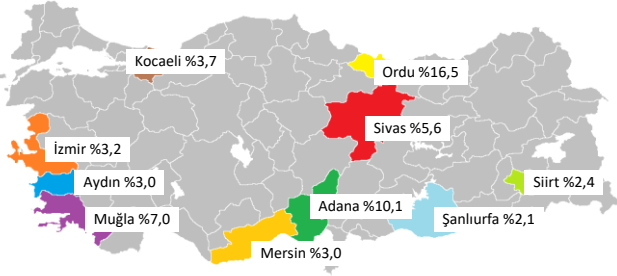 Kocaeli %3,7
Ordu %16,5
Sivas %5,6
İzmir %3,2
Aydın %3,0
Siirt %2,4
Adana %10,1
Muğla %7,0
Şanlıurfa %2,1
Mersin %3,0